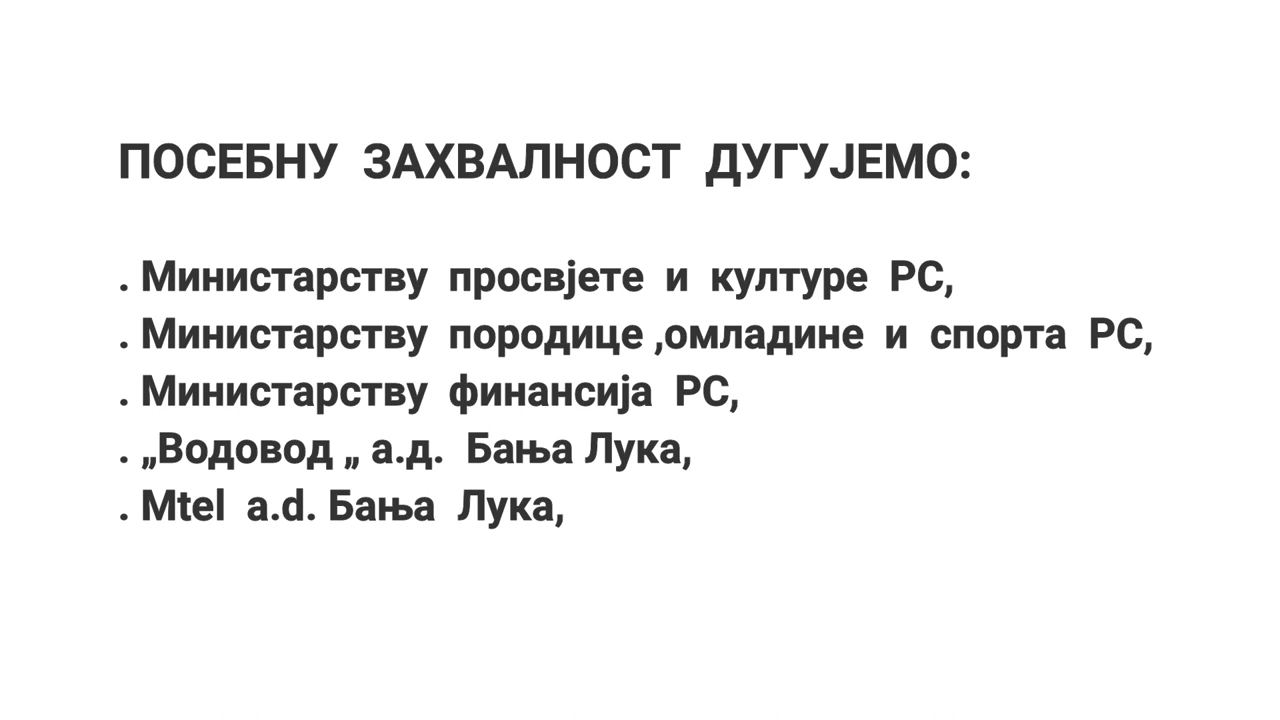 ПОСЕБНУ ЗАХВАЛНОСТ ДУГУЈЕМО:
. Министарству просвјете и културе РС,
. Министарству породице ,омладине и спорта РС,
. Министарству финансија РС,
. „Водовод „ а.д. Бања Лука,
. Mtel a.d. Бања Лука,